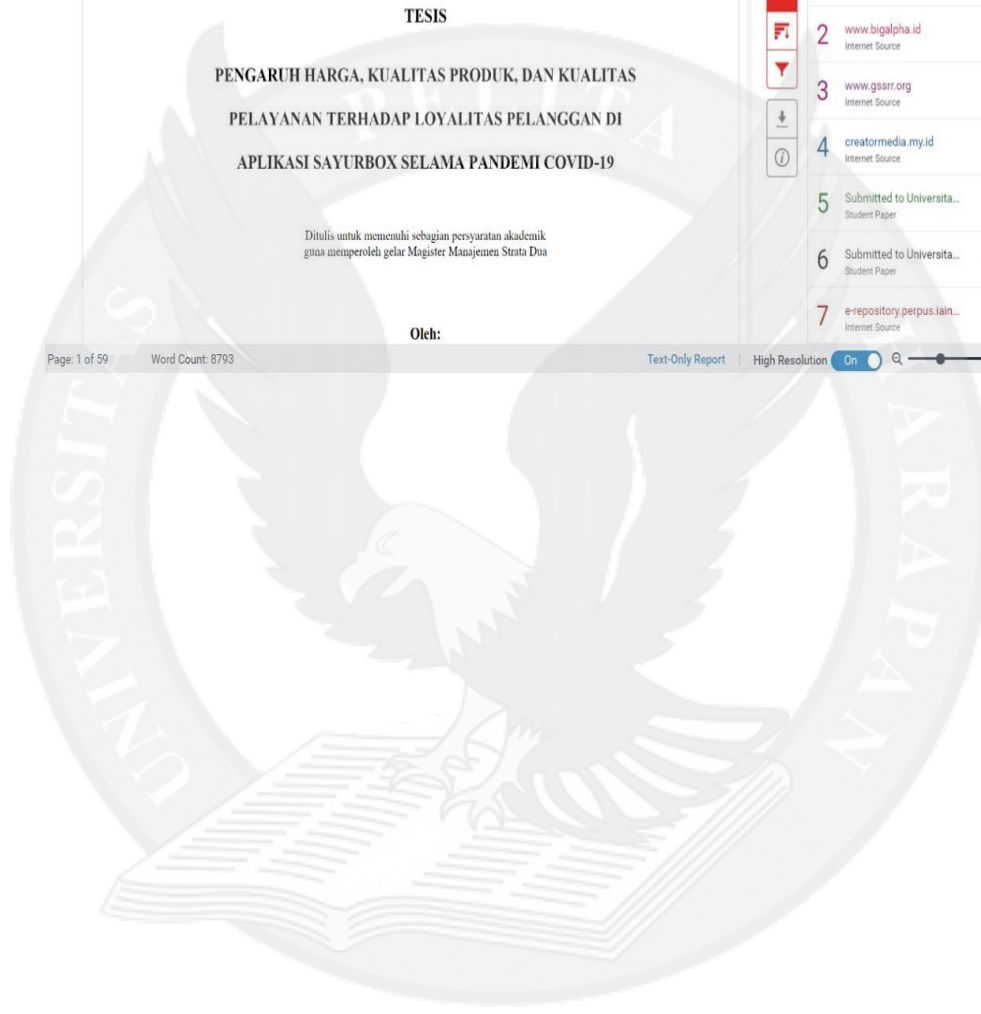 TESIS
PENGARUH HARGA, KUALITAS PRODUK, DAN KUALITAS
PELAYANAN TERHADAP LOYALITAS PELANGGAN DI
APLIKASI SAYURBOX SELAMA PANDEMI COVID-19
Ditulis untuk memenuhi sebagian persyaratan akademik
guna memperoleh gelar Magister Manajemen Strata Dua
Oleh:
2 www.bigalpha.id
Internet Source
3 www.gssrr.org
Internet Source
4 creatormedia.my.id
Internet Source
5 Submitted to Universita...
Student Paper
6 Submitted to Universita...
Student Paper
7 e-repository.perpus.iain...
Internet Source
Page: 1 of 59 Word Count: 8793 Text-Only Report High Resolution On
UNIVERSITAS PELITA HARAPAN